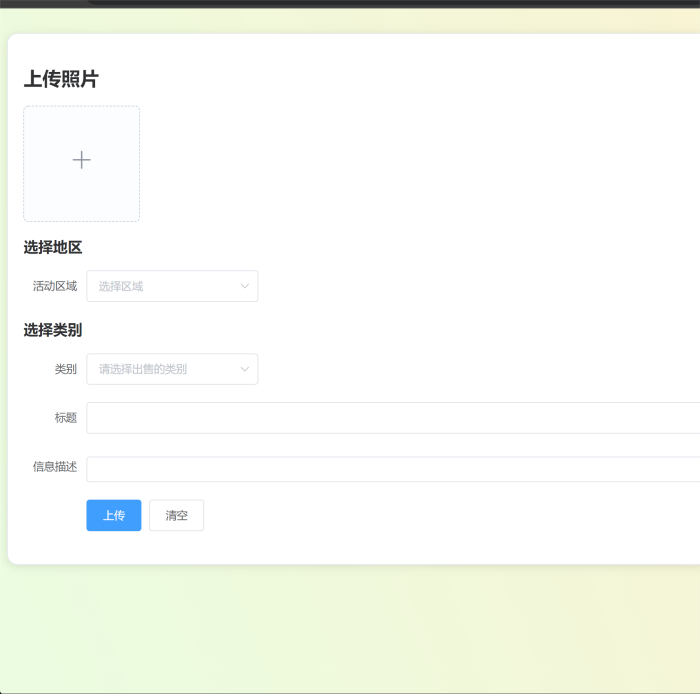 上传照片
选择地区
活动区域 选择区域
选择类别
类别 请选择出售的类别
标题
信息描述
上传 清空